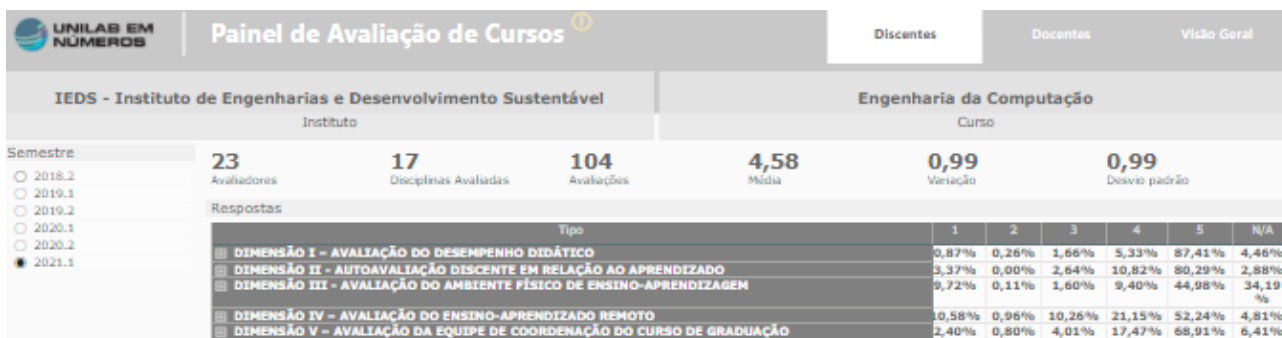 UNILAB EM
NÚMEROS
Painel de Avaliação de Cursos
Discentes
Docentes
Visão Geral
IEDS - Instituto de Engenharias e Desenvolvimento Sustentável
Engenharia da Computação
Instituto
Curso
Semestre
2018.2
2019.1
2019.2
2020.1
2020.2
2021.1
23
Avaliadores
17
Disciplinas Avaliadas
104
Avaliações
4,58
Média
0,99
Variação
0,99
Desvio padrão
Respostas
Tipo 1 2 3 4 5 N/A
DIMENSÃO I – AVALIAÇÃO DO DESEMPENHO DIDÁTICO 0,87% 0,26% 1,66% 5,33% 87,41% 4,46%
DIMENSÃO II - AUTOAVALIAÇÃO DISCENTE EM RELAÇÃO AO APRENDIZADO 3,37% 0,00% 2,64% 10,82% 80,29% 2,88%
DIMENSÃO III - AVALIAÇÃO DO AMBIENTE FÍSICO DE ENSINO-APRENDIZAGEM 9,72% 0,11% 1,60% 9,40% 44,98% 34,19
%
DIMENSÃO IV – AVALIAÇÃO DO ENSINO-APRENDIZADO REMOTO 10,58% 0,96% 10,26% 21,15% 52,24% 4,81%
DIMENSÃO V – AVALIAÇÃO DA EQUIPE DE COORDENAÇÃO DO CURSO DE GRADUAÇÃO 2,40% 0,80% 4,01% 17,47% 68,91% 6,41%